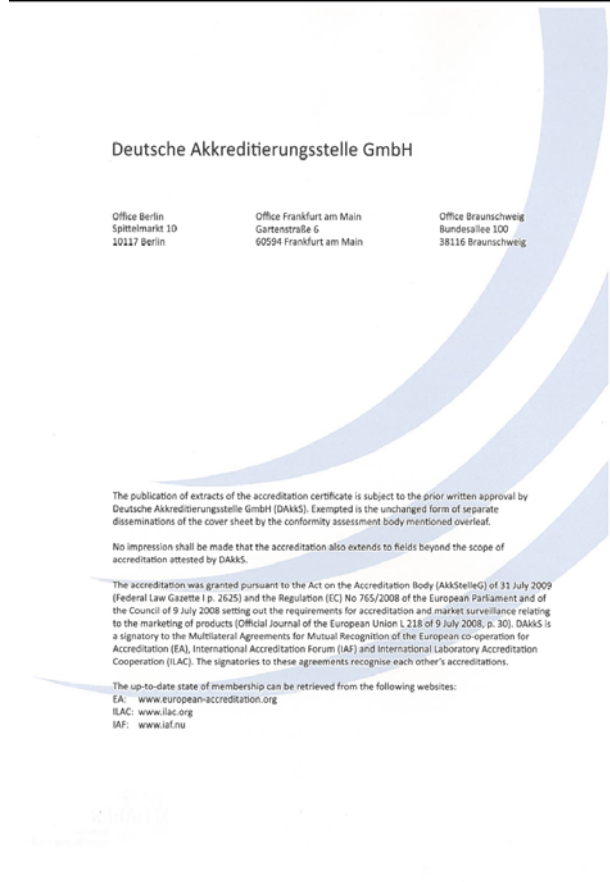 Deutsche Akkreditierungsstelle GmbH
Office Berlin
Spittelmarkt 10
10117 Berlin
Office Frankfurt am Main
Gartenstraße 6
60594 Frankfurt am Main
Office Braunschweig
Bundesallee 100
38116 Braunschweig
The publication of extracts of the accreditation certificate is subject to the prior written approval by
Deutsche Akkreditierungsstelle GmbH (DAkkS). Exempted is the unchanged form of separate
disseminations of the cover sheet by the conformity assessment body mentioned overleaf.
No impression shall be made that the accreditation also extends to fields beyond the scope of
accreditation attested by DAkkS.
The accreditation was granted pursuant to the Act on the Accreditation Body (AkkStelleG) of 31 July 2009
(Federal Law Gazette I p. 2625) and the Regulation (EC) No 765/2008 of the European Parliament and of
the Council of 9 July 2008 setting out the requirements for accreditation and market surveillance relating
to the marketing of products (Official Journal of the European Union L 218 of 9 July 2008, p. 30). DAkkS is
a signatory to the Multilateral Agreements for Mutual Recognition of the European co-operation for
Accreditation (EA), International Accreditation Forum (IAF) and International Laboratory Accreditation
Cooperation (ILAC). The signatories to these agreements recognise each other's accreditations.
The up-to-date state of membership can be retrieved from the following websites:
EA: www.european-accreditation.org
ILAC: www.ilac.org
IAF: www.iaf.nu